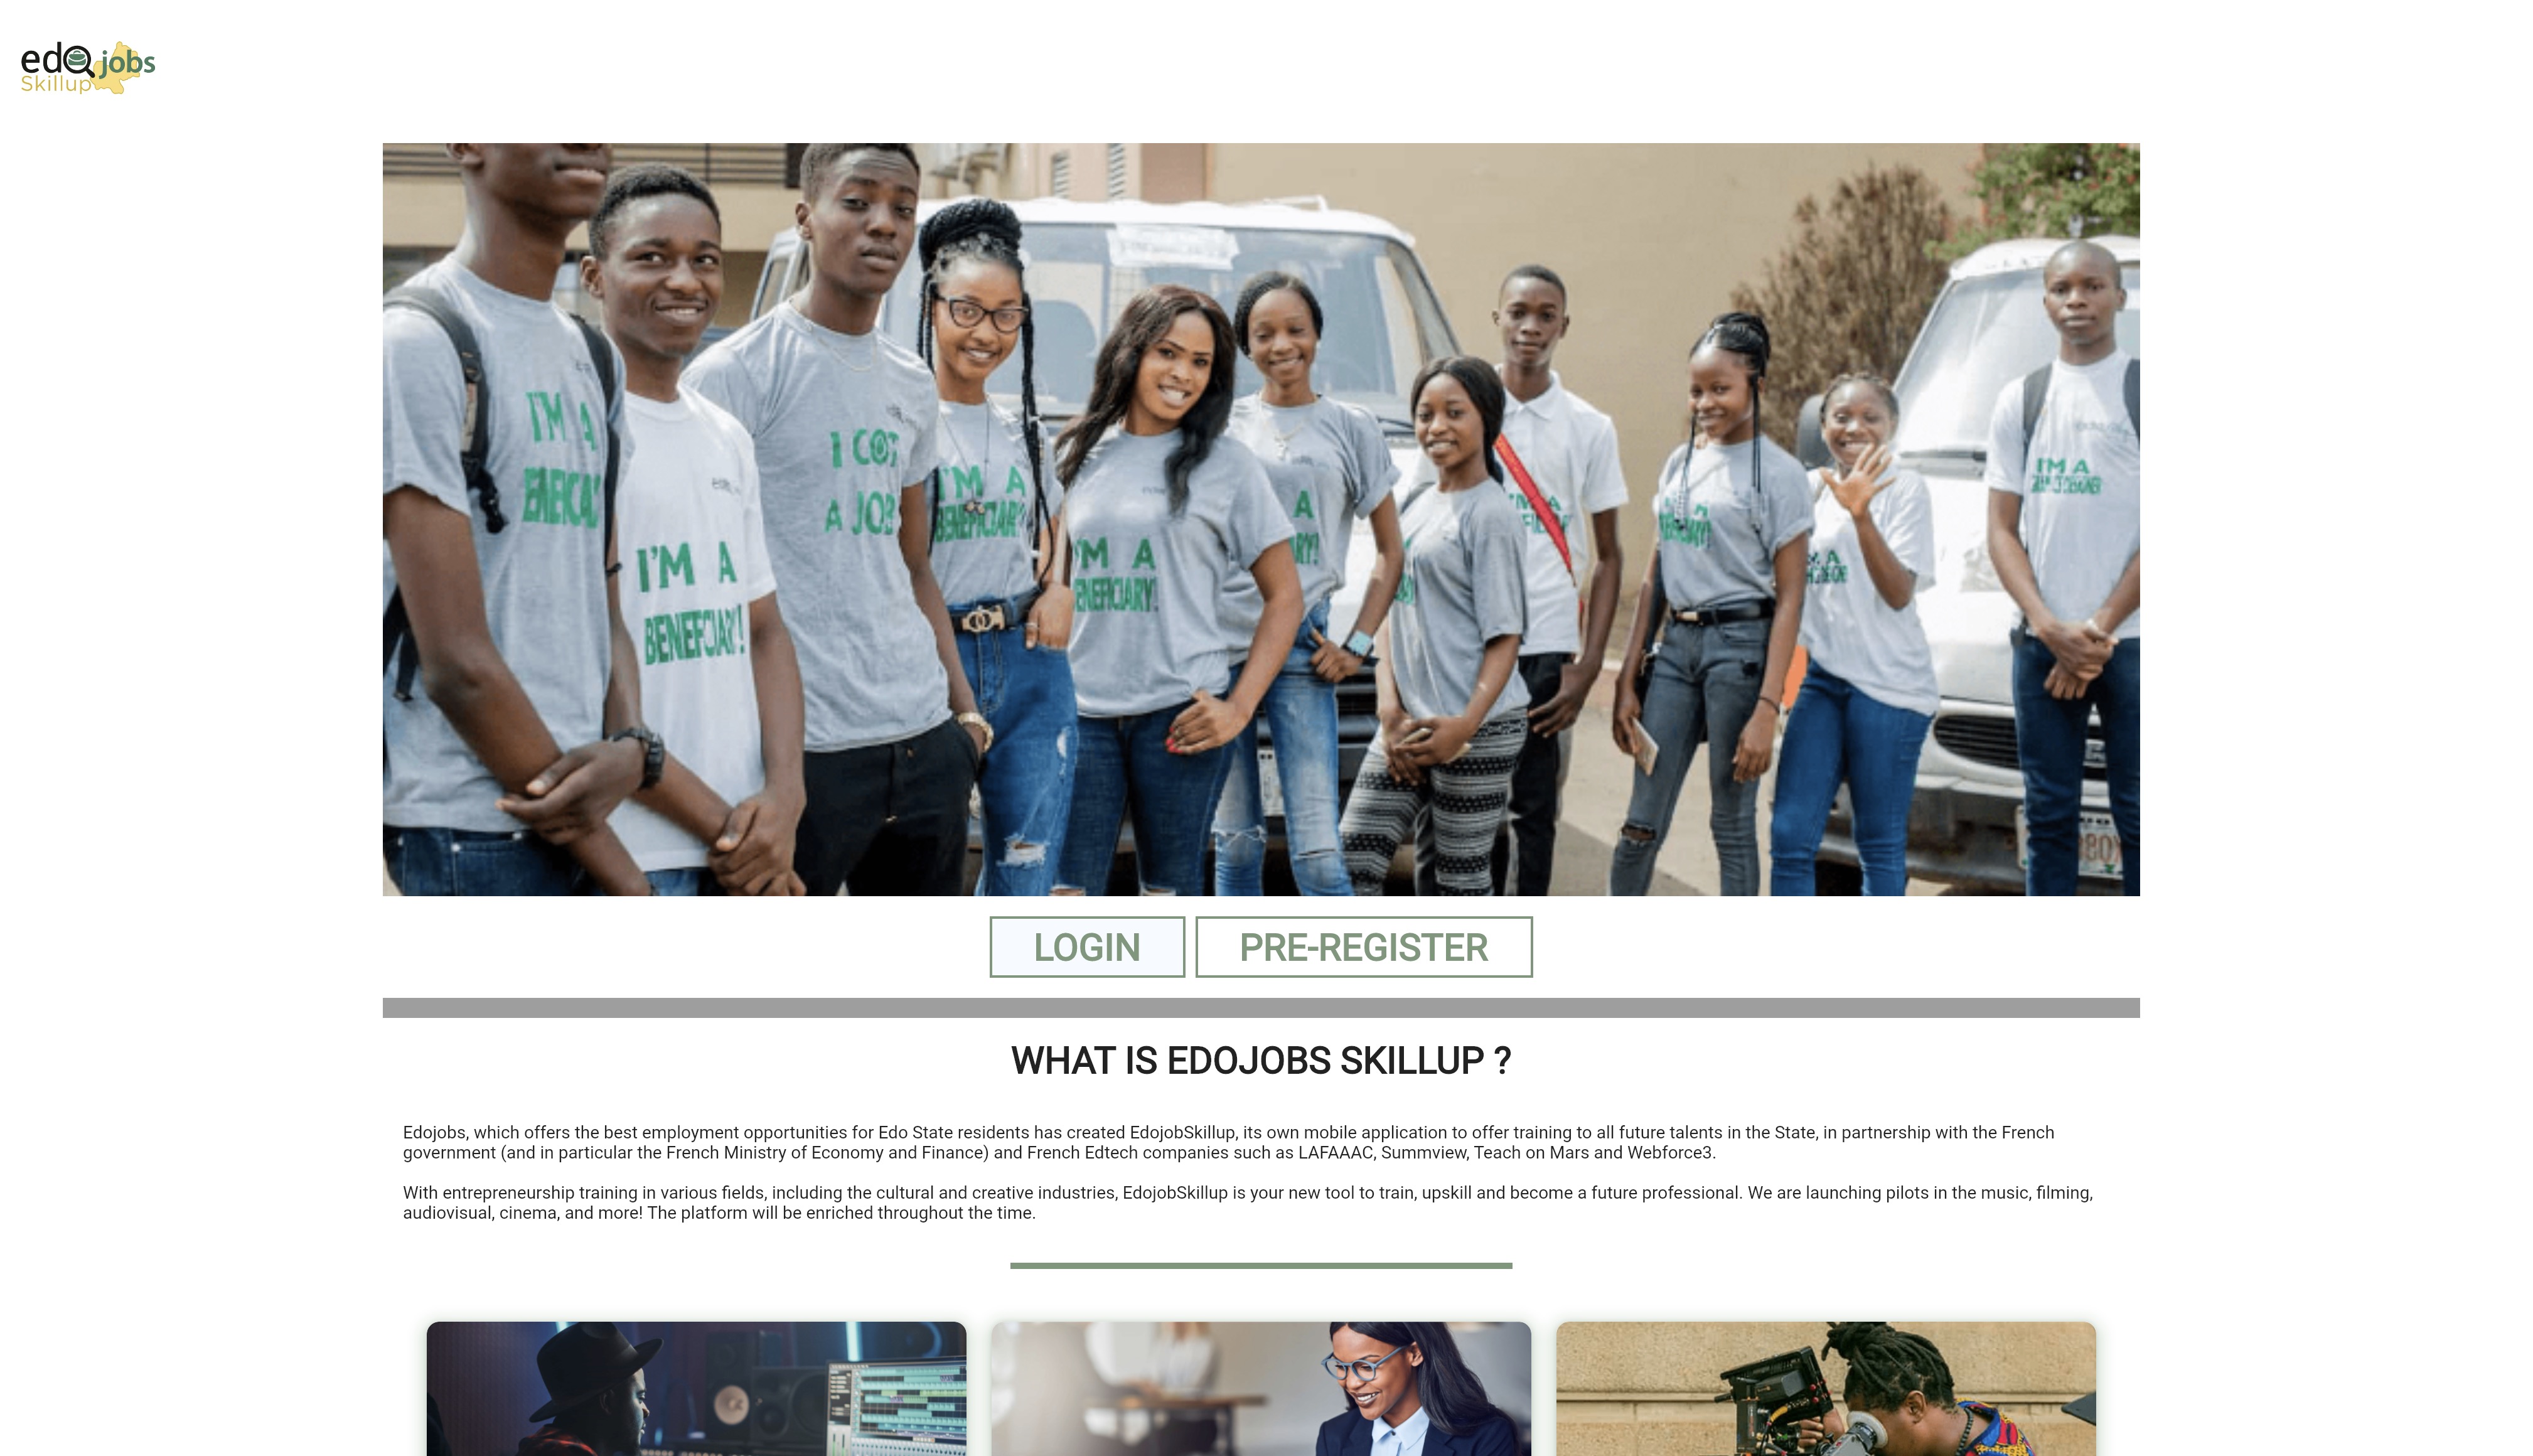 edojobs
Skillup
I'M A
I'M A
BENEFCIARY!
A JOB
I'M A
BENEFICIARY!
I'M A
LOGIN
PRE-REGISTER
WHAT IS EDOJOBS SKILLUP ?
Edojobs, which offers the best employment opportunities for Edo State residents has created EdojobSkillup, its own mobile application to offer training to all future talents in the State, in partnership with the French
government (and in particular the French Ministry of Economy and Finance) and French Edtech companies such as LAFAAAC, Summview, Teach on Mars and Webforce3.
With entrepreneurship training in various fields, including the cultural and creative industries, EdojobSkillup is your new tool to train, upskill and become a future professional. We are launching pilots in the music, filming,
audiovisual, cinema, and more! The platform will be enriched throughout the time.